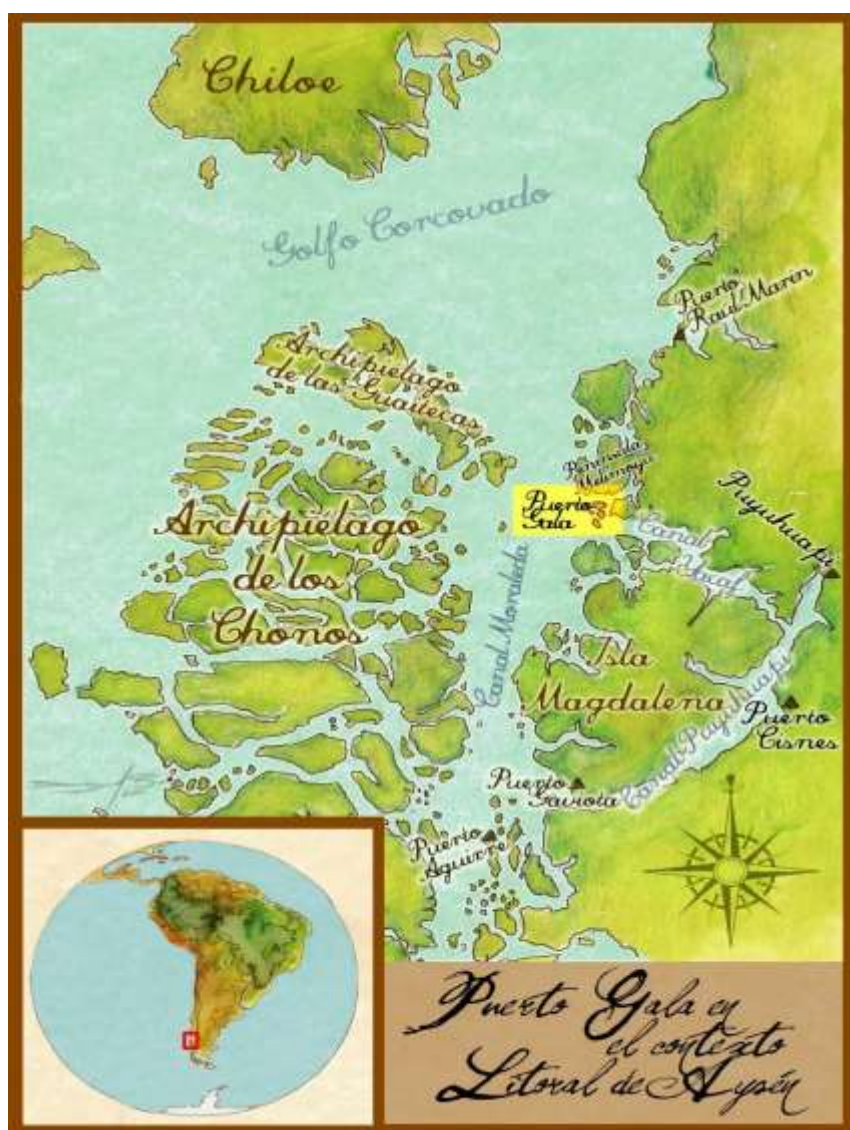 Chiloe
Golfo Corcovado
Puerto
Raul Marin
Archipielago
de las Guaitecas
Peninsula
Melimoyu
Puerto
Gala
Puyuhuapi
Canal
Yacaf
Archipielago
de los
Chonos
Canal Moraleda
Isla
Magdalena
Canal Puyuhuapi
Puerto
Cisnes
Puerto
Gaviota
Puerto
Aguirre
Puerto Gala en
el contexto
Litoral de Aysén